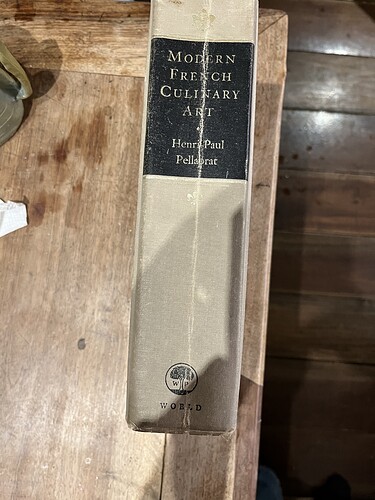 MODERN
FRENCH
CULINARY
ART
Henri-Paul
Pellaprat
W P
WORLD